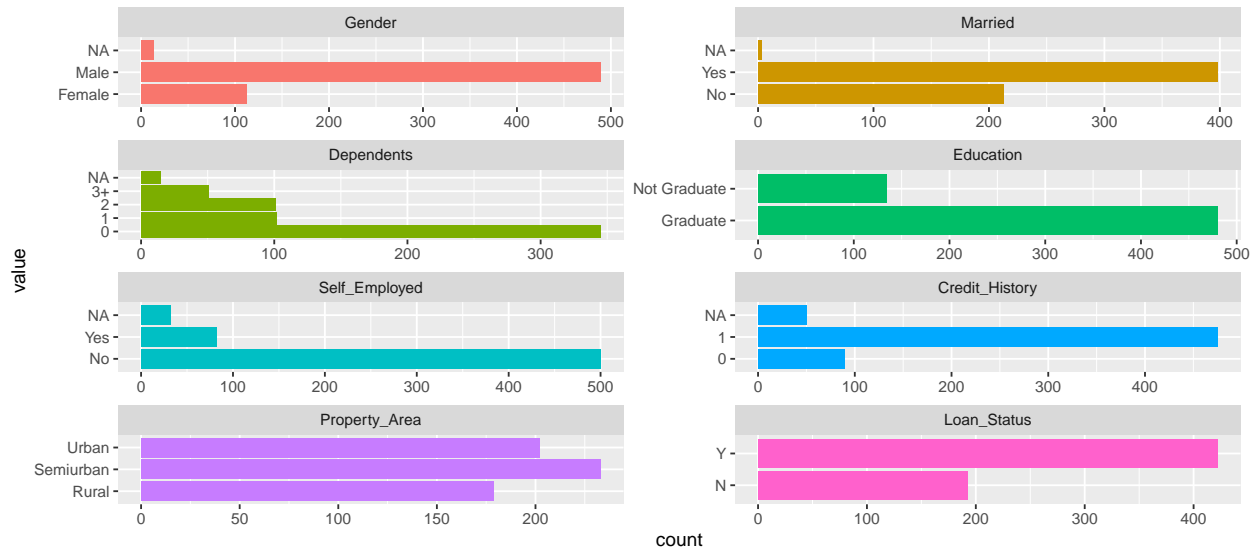 Gender
NA
Male
Female
0 100 200 300 400 500
Married
NA
Yes
No
0 100 200 300 400
Dependents
NA
3+
2
1
0
0 100 200 300
Education
Not Graduate
Graduate
0 100 200 300 400 500
Self_Employed
NA
Yes
No
0 100 200 300 400 500
Credit_History
NA
1
0
0 100 200 300 400
Property_Area
Urban
Semiurban
Rural
0 50 100 150 200
Loan_Status
Y
N
0 100 200 300 400
value
count